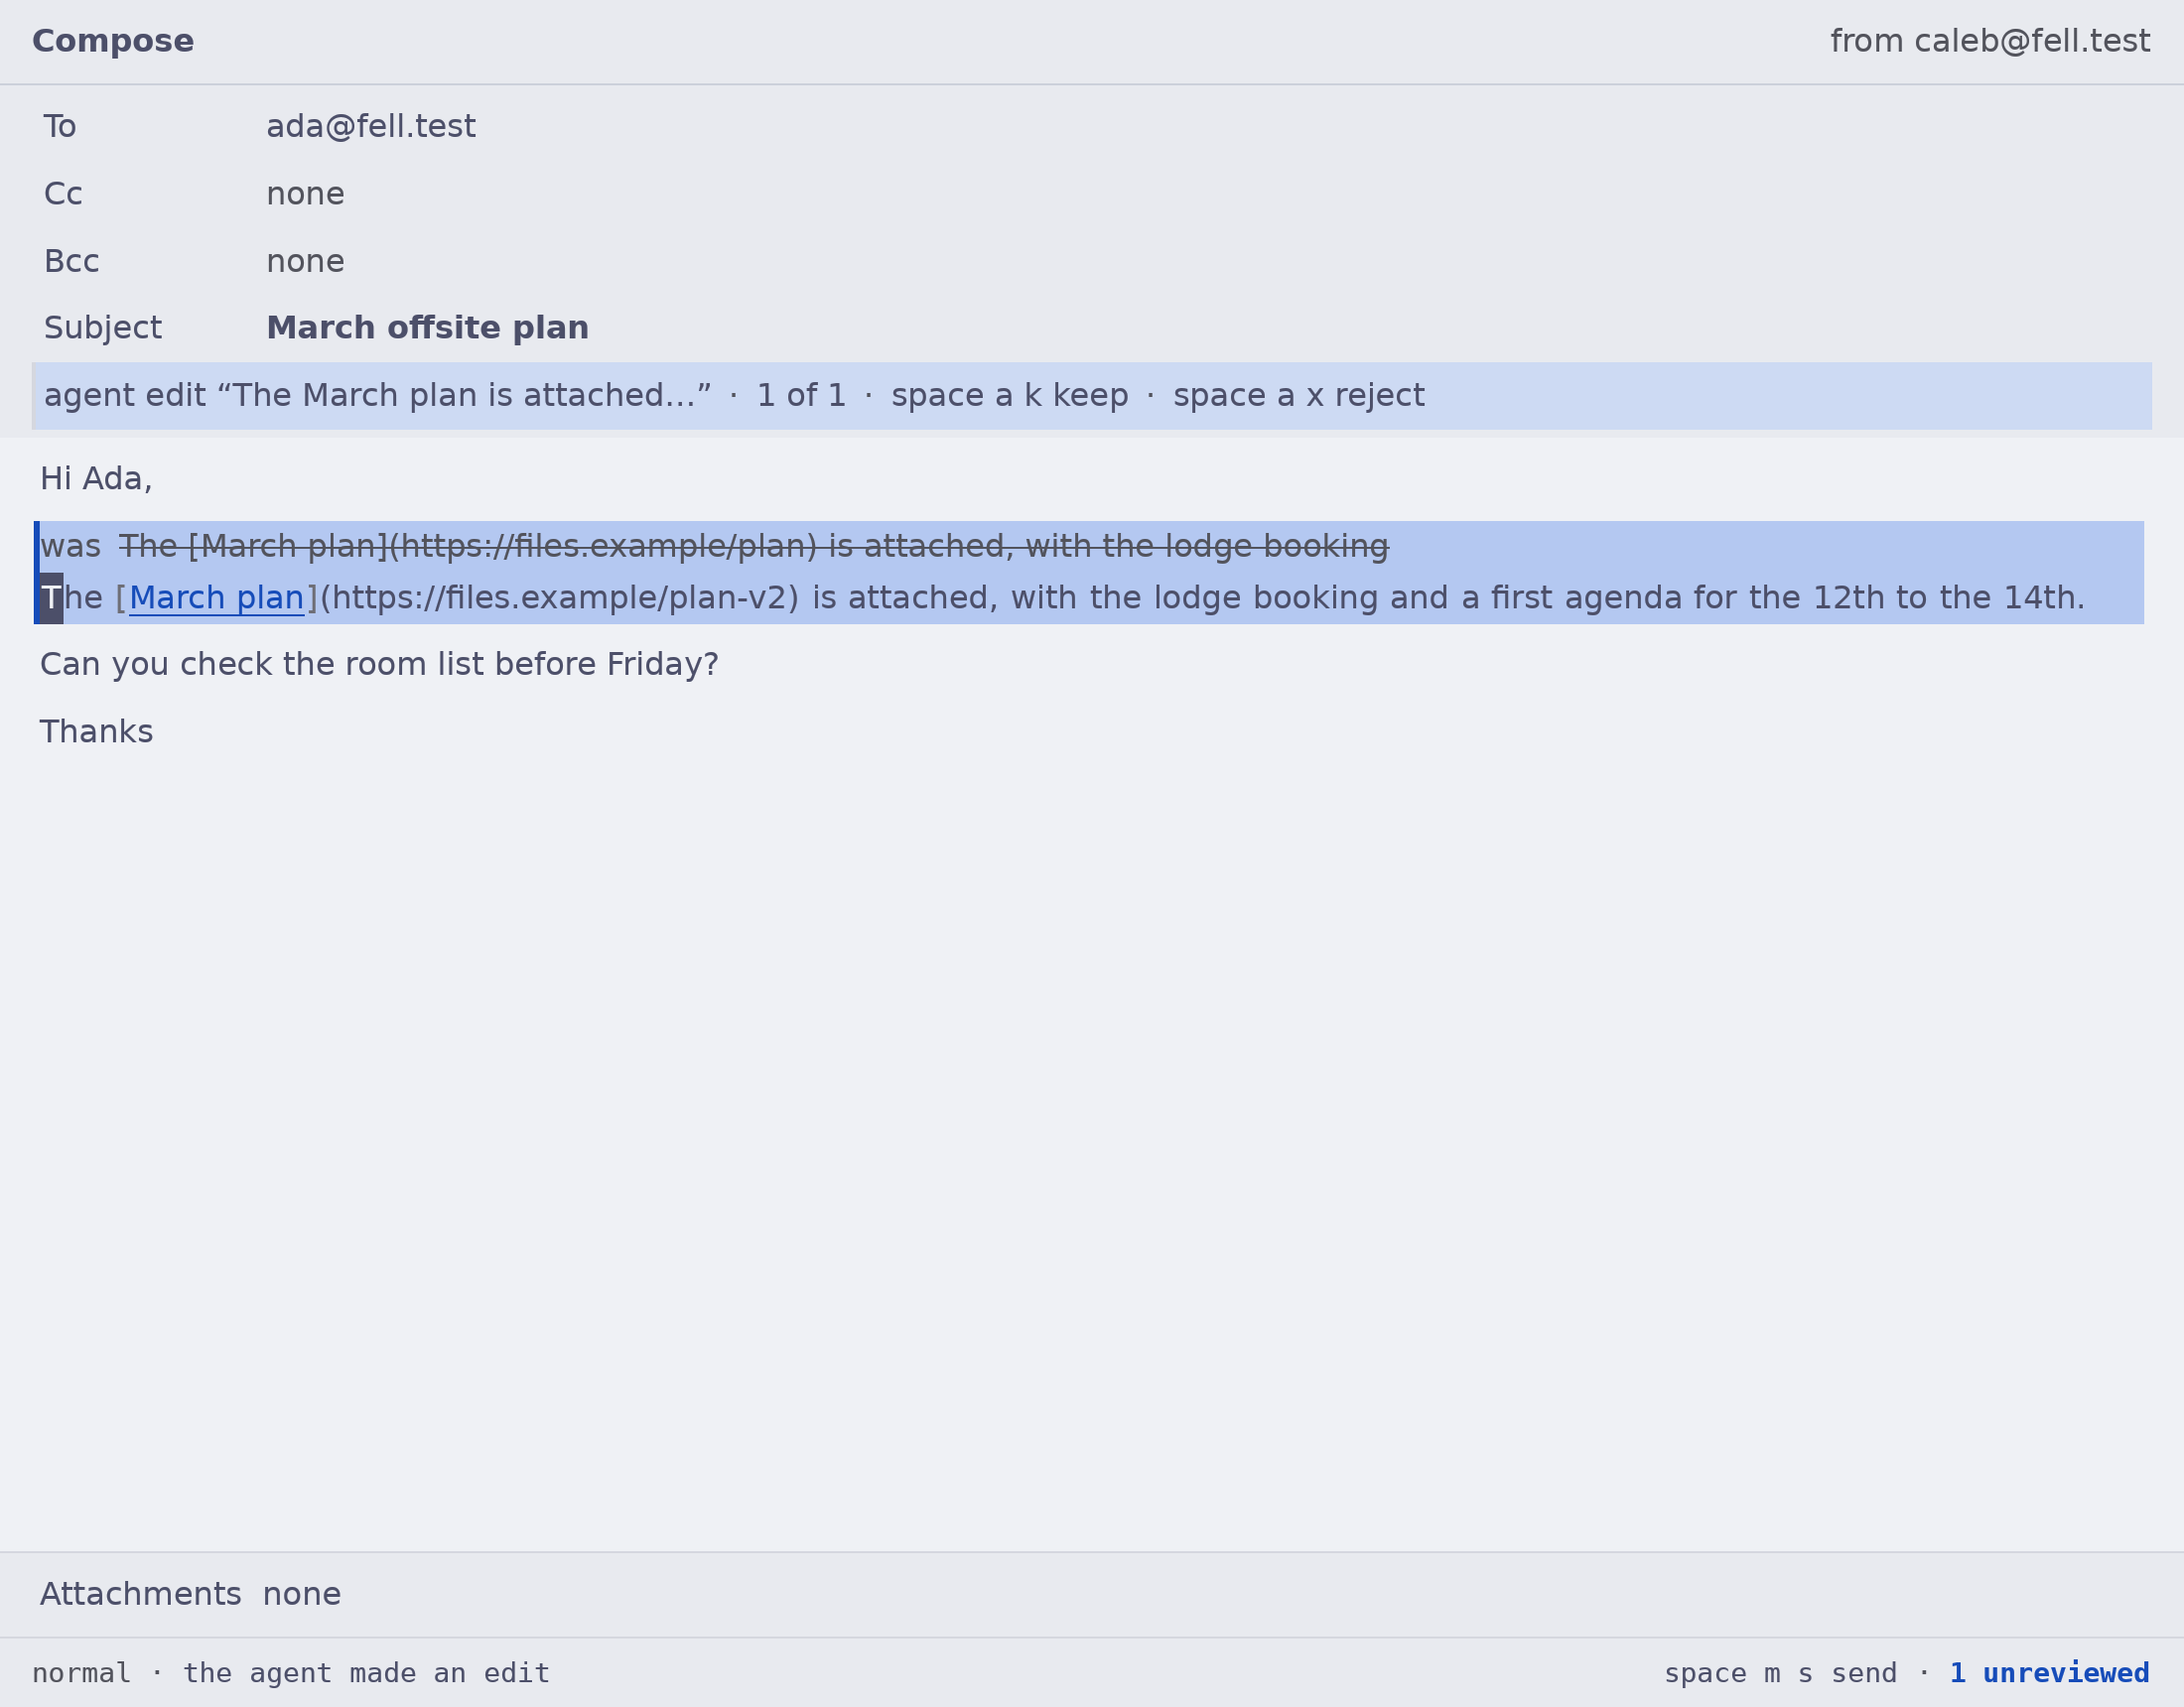 Compose from caleb@fell.test
To ada@fell.test
Cc none
Bcc none
Subject March offsite plan
agent edit “The March plan is attached…” · 1 of 1 · space a k keep · space a x reject
Hi Ada,
was The [March plan](https://files.example/plan) is attached, with the lodge booking
The [March plan](https://files.example/plan-v2) is attached, with the lodge booking and a first agenda for the 12th to the 14th.
Can you check the room list before Friday?
Thanks
Attachments none
normal · the agent made an edit space m s send · 1 unreviewed